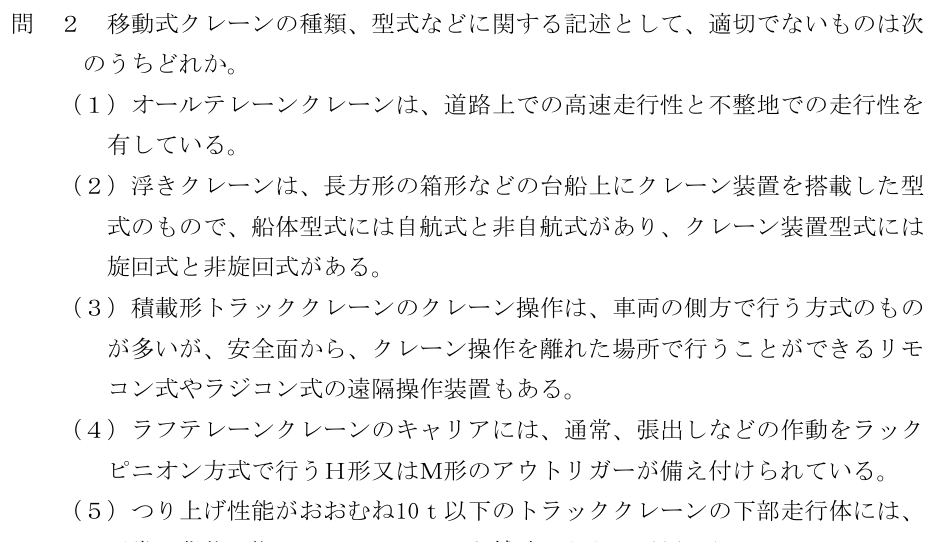 問　２　移動式クレーンの種類、型式などに関する記述として、適切でないものは次
のうちどれか。
（１）オールテレーンクレーンは、道路上での高速走行性と不整地での走行性を
有している。
（２）浮きクレーンは、長方形の箱形などの台船上にクレーン装置を搭載した型
式のもので、船体型式には自航式と非自航式があり、クレーン装置型式には
旋回式と非旋回式がある。
（３）積載形トラッククレーンのクレーン操作は、車両の側方で行う方式のもの
が多いが、安全面から、クレーン操作を離れた場所で行うことができるリモ
コン式やラジコン式の遠隔操作装置もある。
（４）ラフテレーンクレーンのキャリアには、通常、張出しなどの作動をラック
ピニオン方式で行うＨ形又はM形のアウトリガーが備え付けられている。
（５）つり上げ性能がおおむね10ｔ以下のトラッククレーンの下部走行体には、